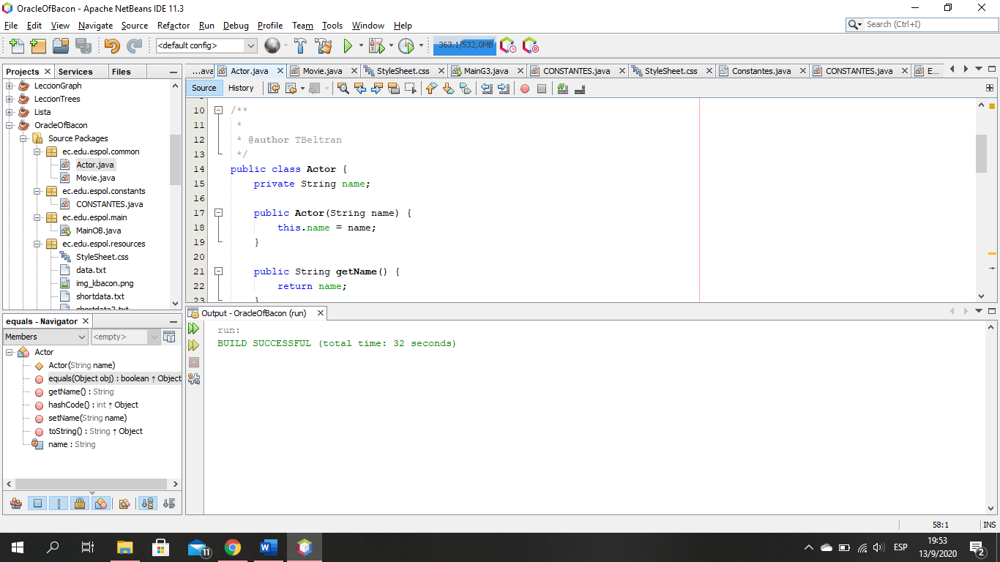 OracleOfBacon - Apache NetBeans IDE 11.3
File Edit View Navigate Source Refactor Run Debug Profile Team Tools Window Help
Search (Ctrl+I)
<default config>
363,1/532,0MB
Projects Services Files
LeccionGraph
LeccionTrees
Lista
OracleOfBacon
Source Packages
ec.edu.espol.common
Actor.java
Movie.java
ec.edu.espol.constants
CONSTANTES.java
ec.edu.espol.main
MainOB.java
ec.edu.espol.resources
StyleSheet.css
data.txt
img_kbacon.png
shortdata.txt
shortdata2.txt
...ava Actor.java Movie.java StyleSheet.css MainG3.java CONSTANTES.java StyleSheet.css Constantes.java CONSTANTES.java E...
Source History
10 /**
11 *
12 * @author TBeltran
13 */
14 public class Actor {
15 private String name;
16
17 public Actor(String name) {
18 this.name = name;
19 }
20
21 public String getName() {
22 return name;
23 }
equals - Navigator
Members <empty>
Actor
Actor(String name)
equals(Object obj) : boolean ↑ Object
getName() : String
hashCode() : int ↑ Object
setName(String name)
toString() : String ↑ Object
name : String
Output - OracleOfBacon (run)
run:
BUILD SUCCESSFUL (total time: 32 seconds)
58:1 INS
11
ESP
19:53
13/9/2020
2